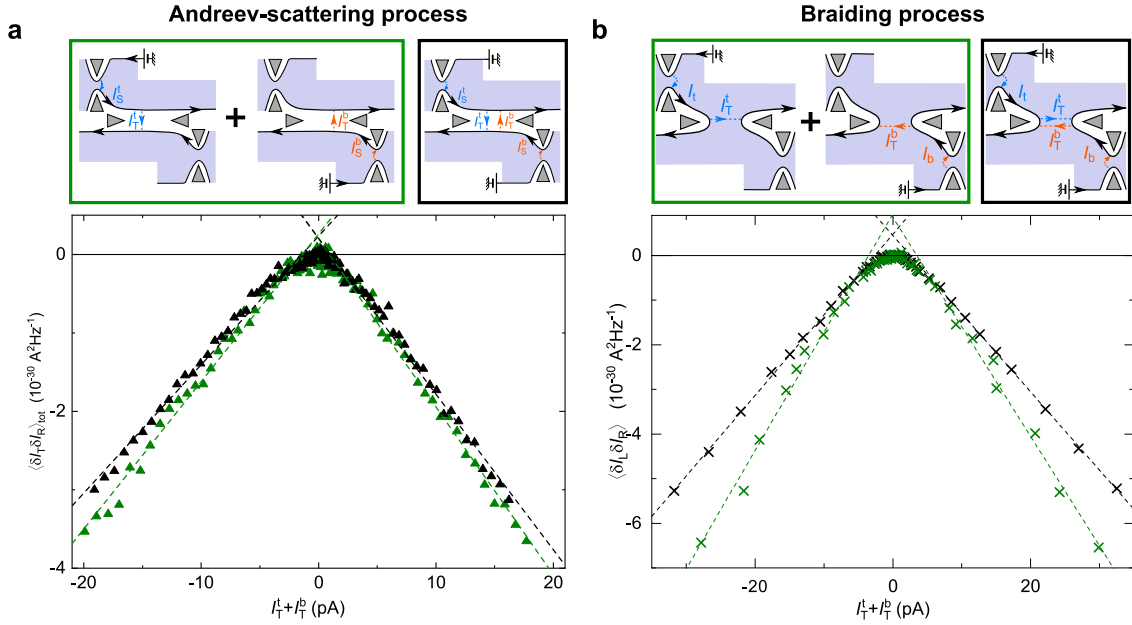 Andreev-scattering process
Braiding process
a
b
I_S^t
I_T^t
+
I_T^b
I_S^b
I_S^t
I_T^t
I_T^b
I_S^b
I_t
I_T^t
+
I_T^b
I_b
I_t
I_T^t
I_T^b
I_b
⟨δI_TδI_R⟩_tot (10⁻³⁰ A²Hz⁻¹)
0
-2
-4
-20
-10
0
10
20
I_T^t+I_T^b (pA)
⟨δI_LδI_R⟩ (10⁻³⁰ A²Hz⁻¹)
0
-2
-4
-6
-20
0
20
I_T^t+I_T^b (pA)